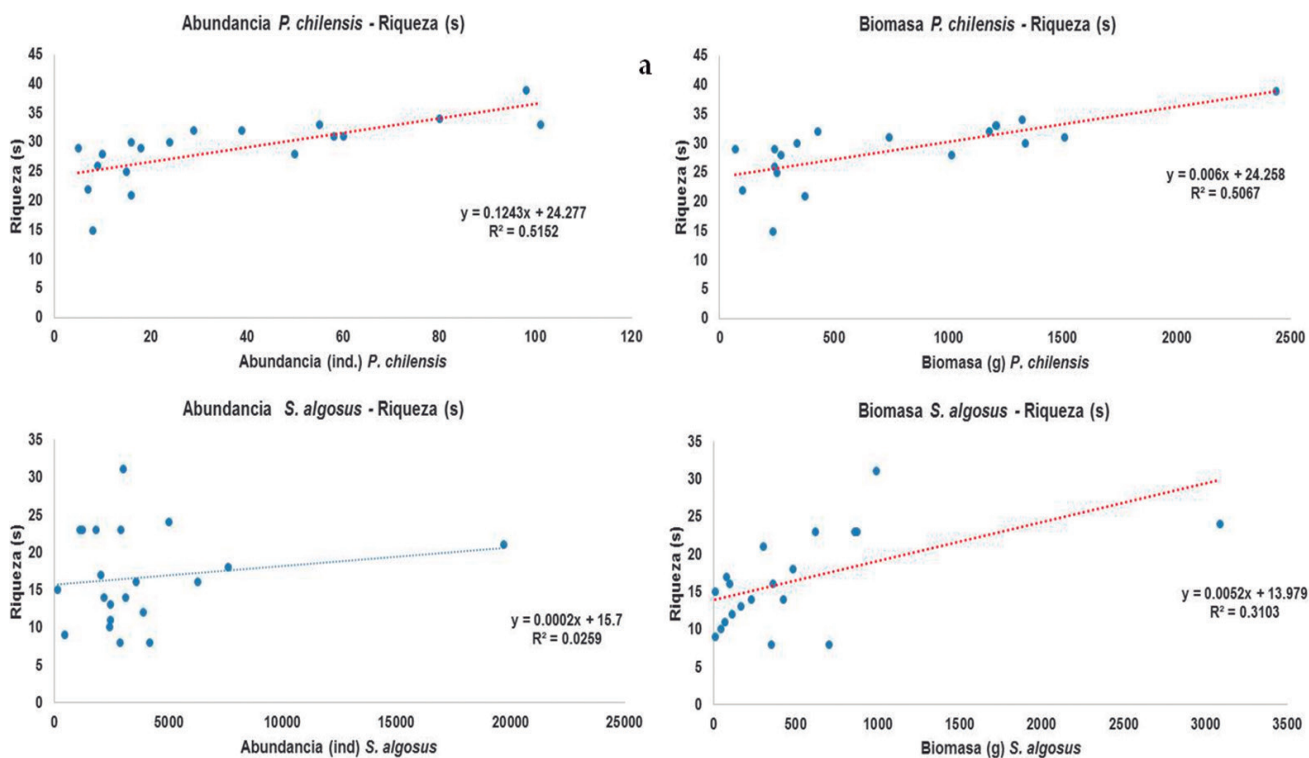 Abundancia P. chilensis - Riqueza (s)
45
40
35
30
25
20
15
10
5
0
Riqueza (s)
y = 0.1243x + 24.277
R² = 0.5152
0 20 40 60 80 100 120
Abundancia (ind.) P. chilensis
a
Biomasa P. chilensis - Riqueza (s)
45
40
35
30
25
20
15
10
5
0
Riqueza (s)
y = 0.006x + 24.258
R² = 0.5067
0 500 1000 1500 2000 2500
Biomasa (g) P. chilensis
Abundancia S. algosus - Riqueza (s)
35
30
25
20
15
10
5
0
Riqueza (s)
y = 0.0002x + 15.7
R² = 0.0259
0 5000 10000 15000 20000 25000
Abundancia (ind) S. algosus
Biomasa S. algosus - Riqueza (s)
35
30
25
20
15
10
5
0
Riqueza (s)
y = 0.0052x + 13.979
R² = 0.3103
0 500 1000 1500 2000 2500 3000 3500
Biomasa (g) S. algosus